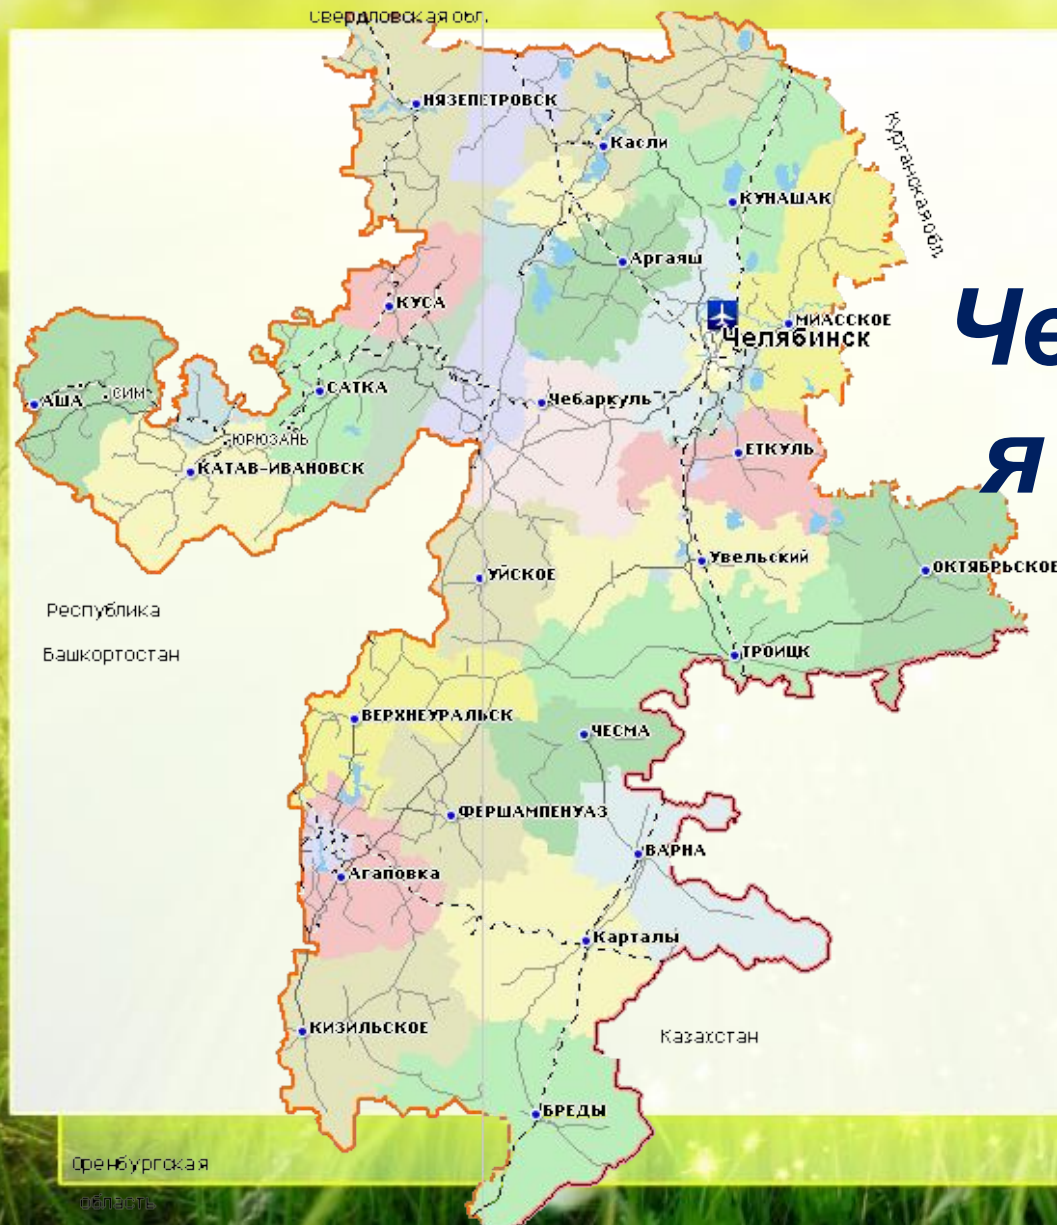 Свердловская обл.
НЯЗЕПЕТРОВСК
Касли
Курганская обл.
КУНАШАК
Аргаяш
КУСА
МИАССКОЕ
Челябинск
Че
САТКА
СИМ
АША
Чебаркуль
ЮРЮЗАНЬ
КАТАВ-ИВАНОВСК
ЕТКУЛЬ
я
Увельский
УЙСКОЕ
ОКТЯБРЬСКОЕ
Республика
Башкортостан
ТРОИЦК
ВЕРХНЕУРАЛЬСК
ЧЕСМА
ФЕРШАМПЕНУАЗ
ВАРНА
Агаповка
Карталы
КИЗИЛЬСКОЕ
Казахстан
БРЕДЫ
Оренбургская
область